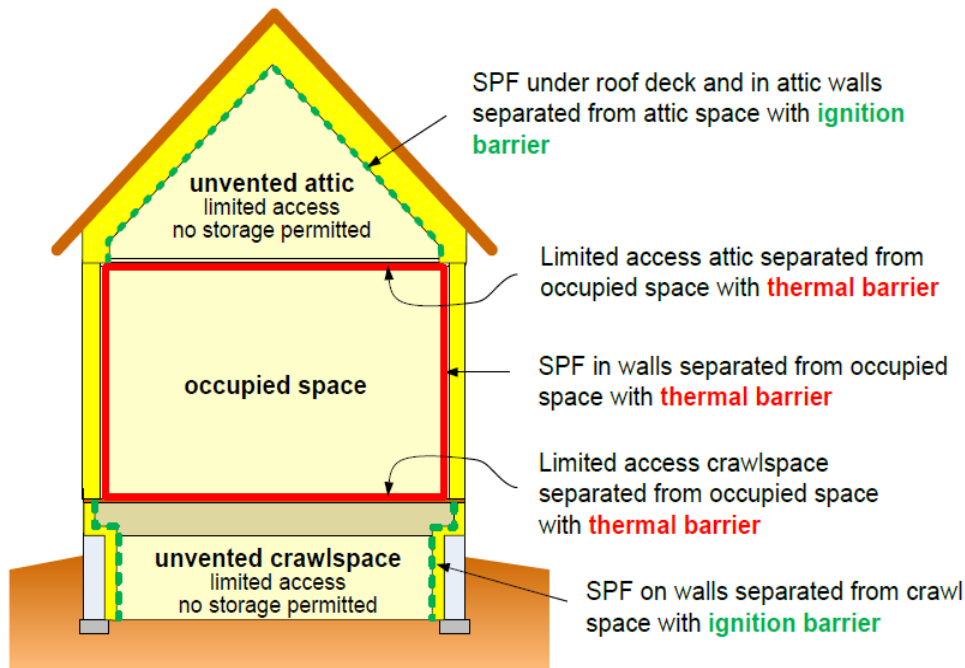 SPF under roof deck and in attic walls
separated from attic space with ignition
barrier
unvented attic
limited access
no storage permitted
Limited access attic separated from
occupied space with thermal barrier
occupied space
SPF in walls separated from occupied
space with thermal barrier
Limited access crawlspace
separated from occupied space
with thermal barrier
unvented crawlspace
limited access
no storage permitted
SPF on walls separated from crawl
space with ignition barrier